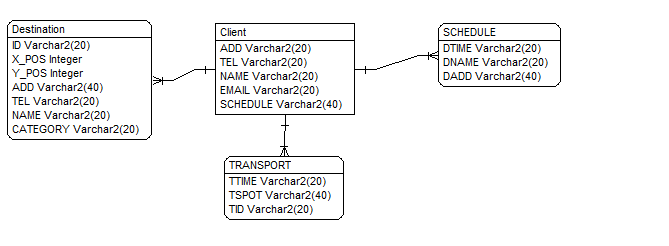 Destination
ID Varchar2(20)
X_POS Integer
Y_POS Integer
ADD Varchar2(40)
TEL Varchar2(20)
NAME Varchar2(20)
CATEGORY Varchar2(20)
Client
ADD Varchar2(20)
TEL Varchar2(20)
NAME Varchar2(20)
EMAIL Varchar2(20)
SCHEDULE Varchar2(40)
SCHEDULE
DTIME Varchar2(20)
DNAME Varchar2(20)
DADD Varchar2(40)
TRANSPORT
TTIME Varchar2(20)
TSPOT Varchar2(40)
TID Varchar2(20)